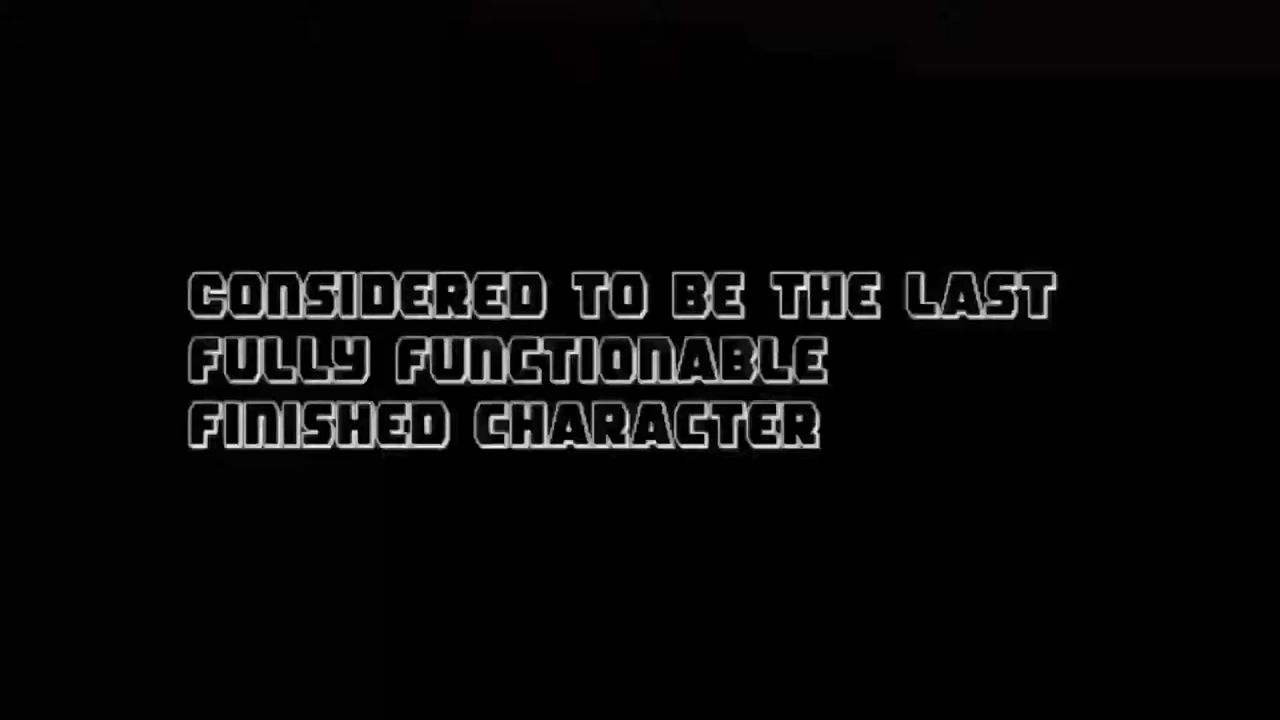 CONSIDERED TO BE THE LAST
FULLY FUNCTIONABLE
FINISHED CHARACTER